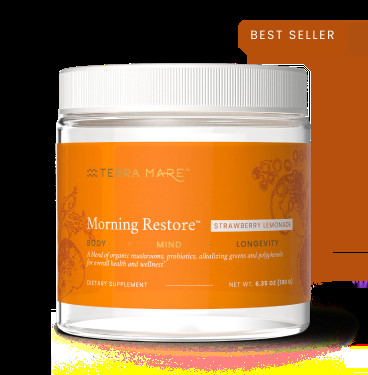 BEST SELLER
TERRA MARE™
Morning Restore™ STRAWBERRY LEMONADE
BODY MIND LONGEVITY
A blend of organic mushrooms, probiotics, alkalizing greens and polyphenols
for overall health and wellness*
DIETARY SUPPLEMENT NET WT. 6.35 OZ (180 G)